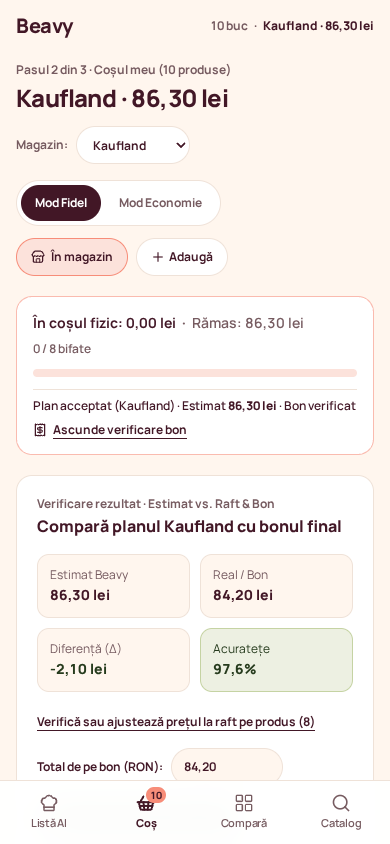 Beavy
10 buc · Kaufland · 86,30 lei
Pasul 2 din 3 · Coșul meu (10 produse)
Kaufland · 86,30 lei
Magazin: Kaufland
Mod Fidel Mod Economie
În magazin Adaugă
În coșul fizic: 0,00 lei · Rămas: 86,30 lei
0 / 8 bifate
Plan acceptat (Kaufland) · Estimat 86,30 lei · Bon verificat
Ascunde verificare bon
Verificare rezultat · Estimat vs. Raft & Bon
Compară planul Kaufland cu bonul final
Estimat Beavy Real / Bon
86,30 lei 84,20 lei
Diferență (Δ) Acuratețe
-2,10 lei 97,6%
Verifică sau ajustează prețul la raft pe produs (8)
Total de pe bon (RON): 84,20
10
Listă AI Coș Compară Catalog